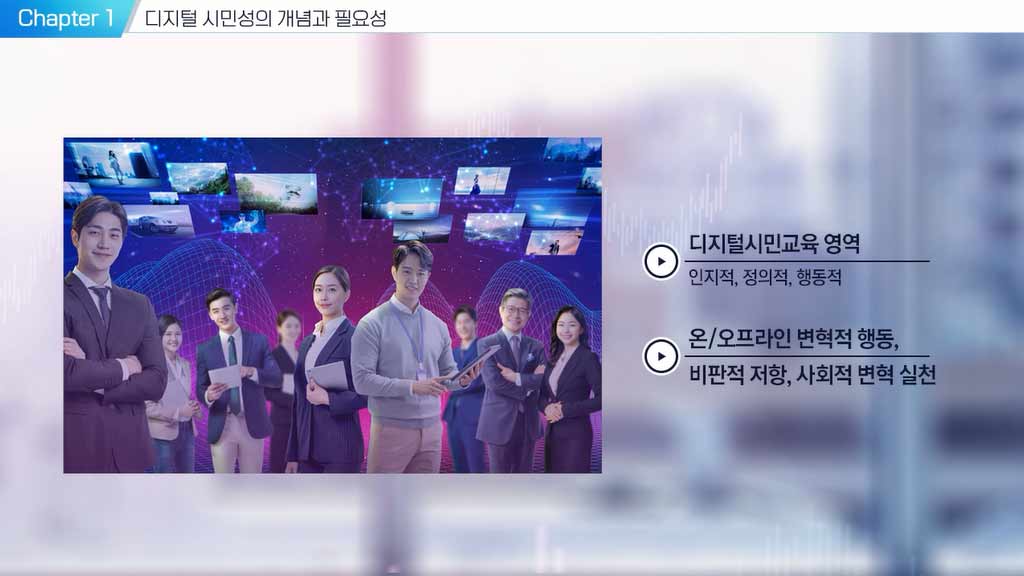 Chapter 1 디지털 시민성의 개념과 필요성
디지털시민교육 영역
인지적, 정의적, 행동적
온/오프라인 변혁적 행동,
비판적 저항, 사회적 변혁 실천